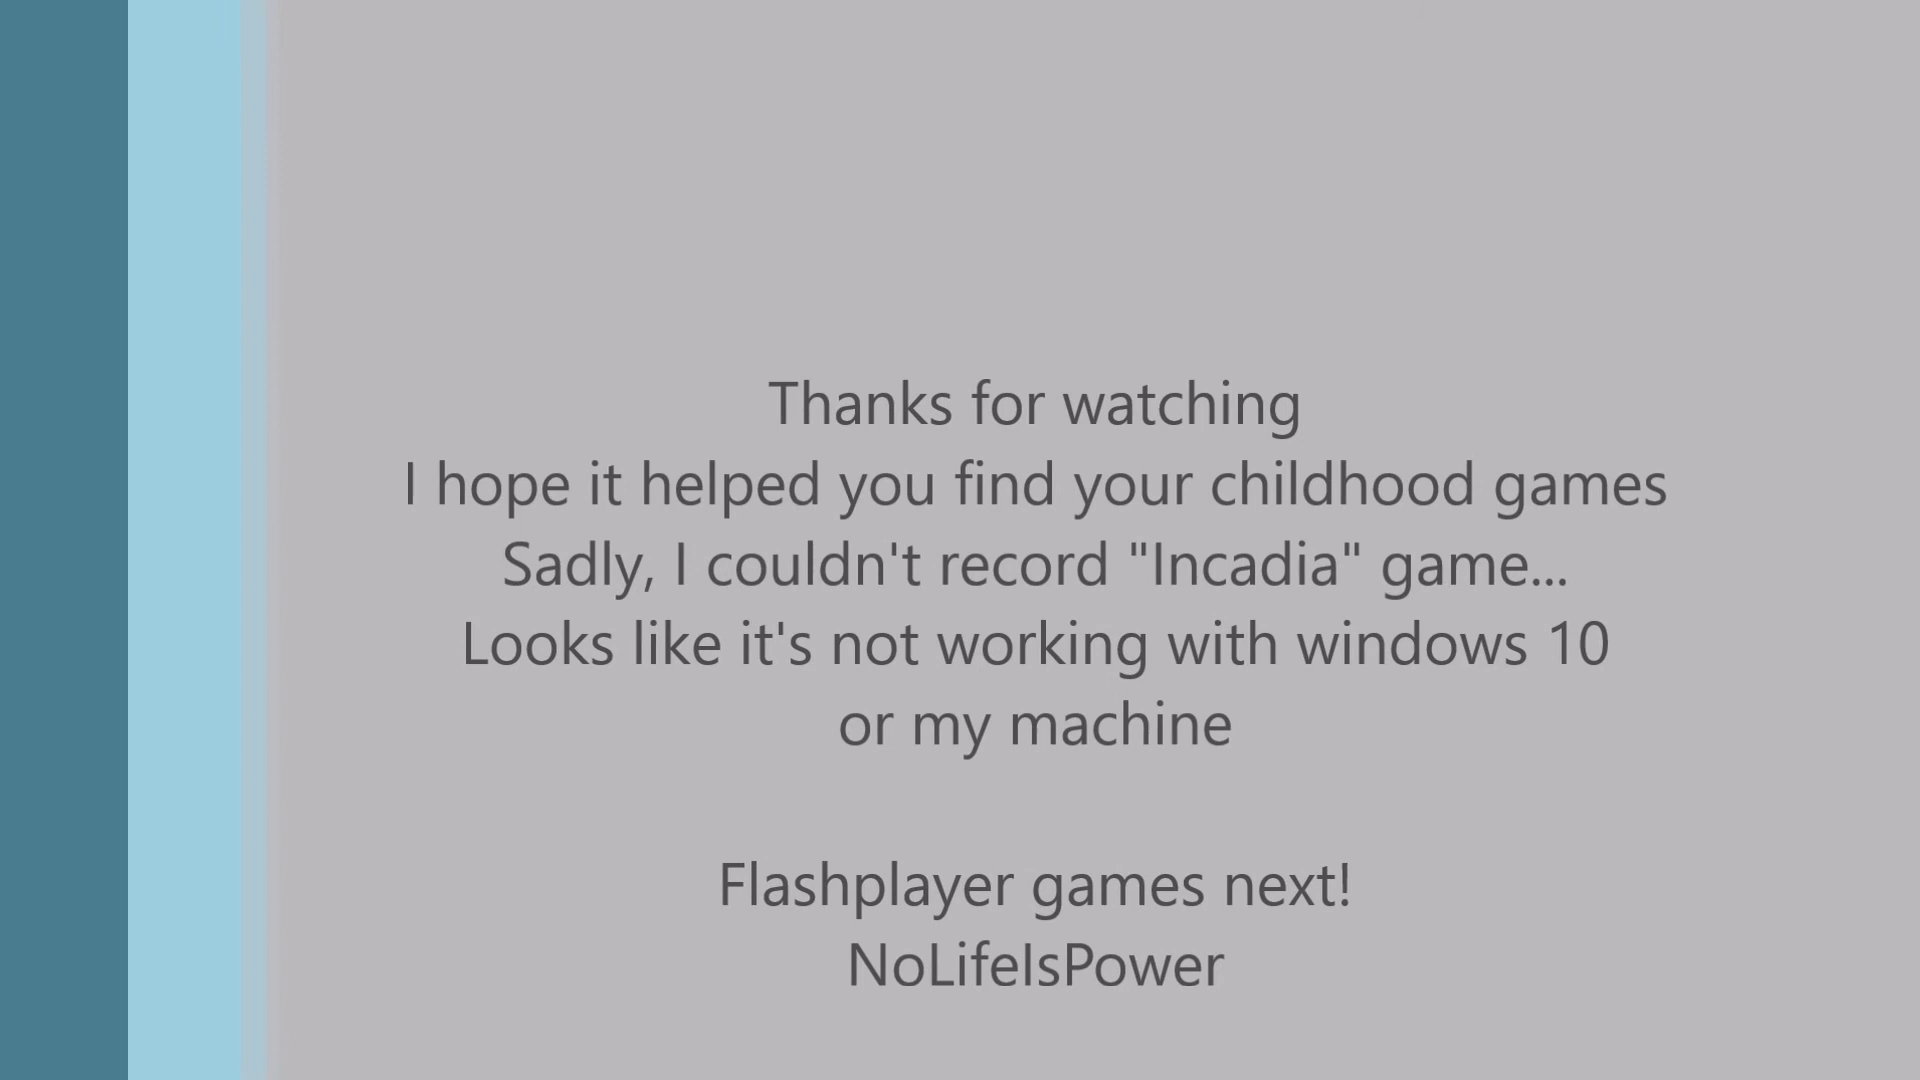 Thanks for watching
I hope it helped you find your childhood games
Sadly, I couldn't record "Incadia" game...
Looks like it's not working with windows 10
or my machine
Flashplayer games next!
NoLifeIsPower